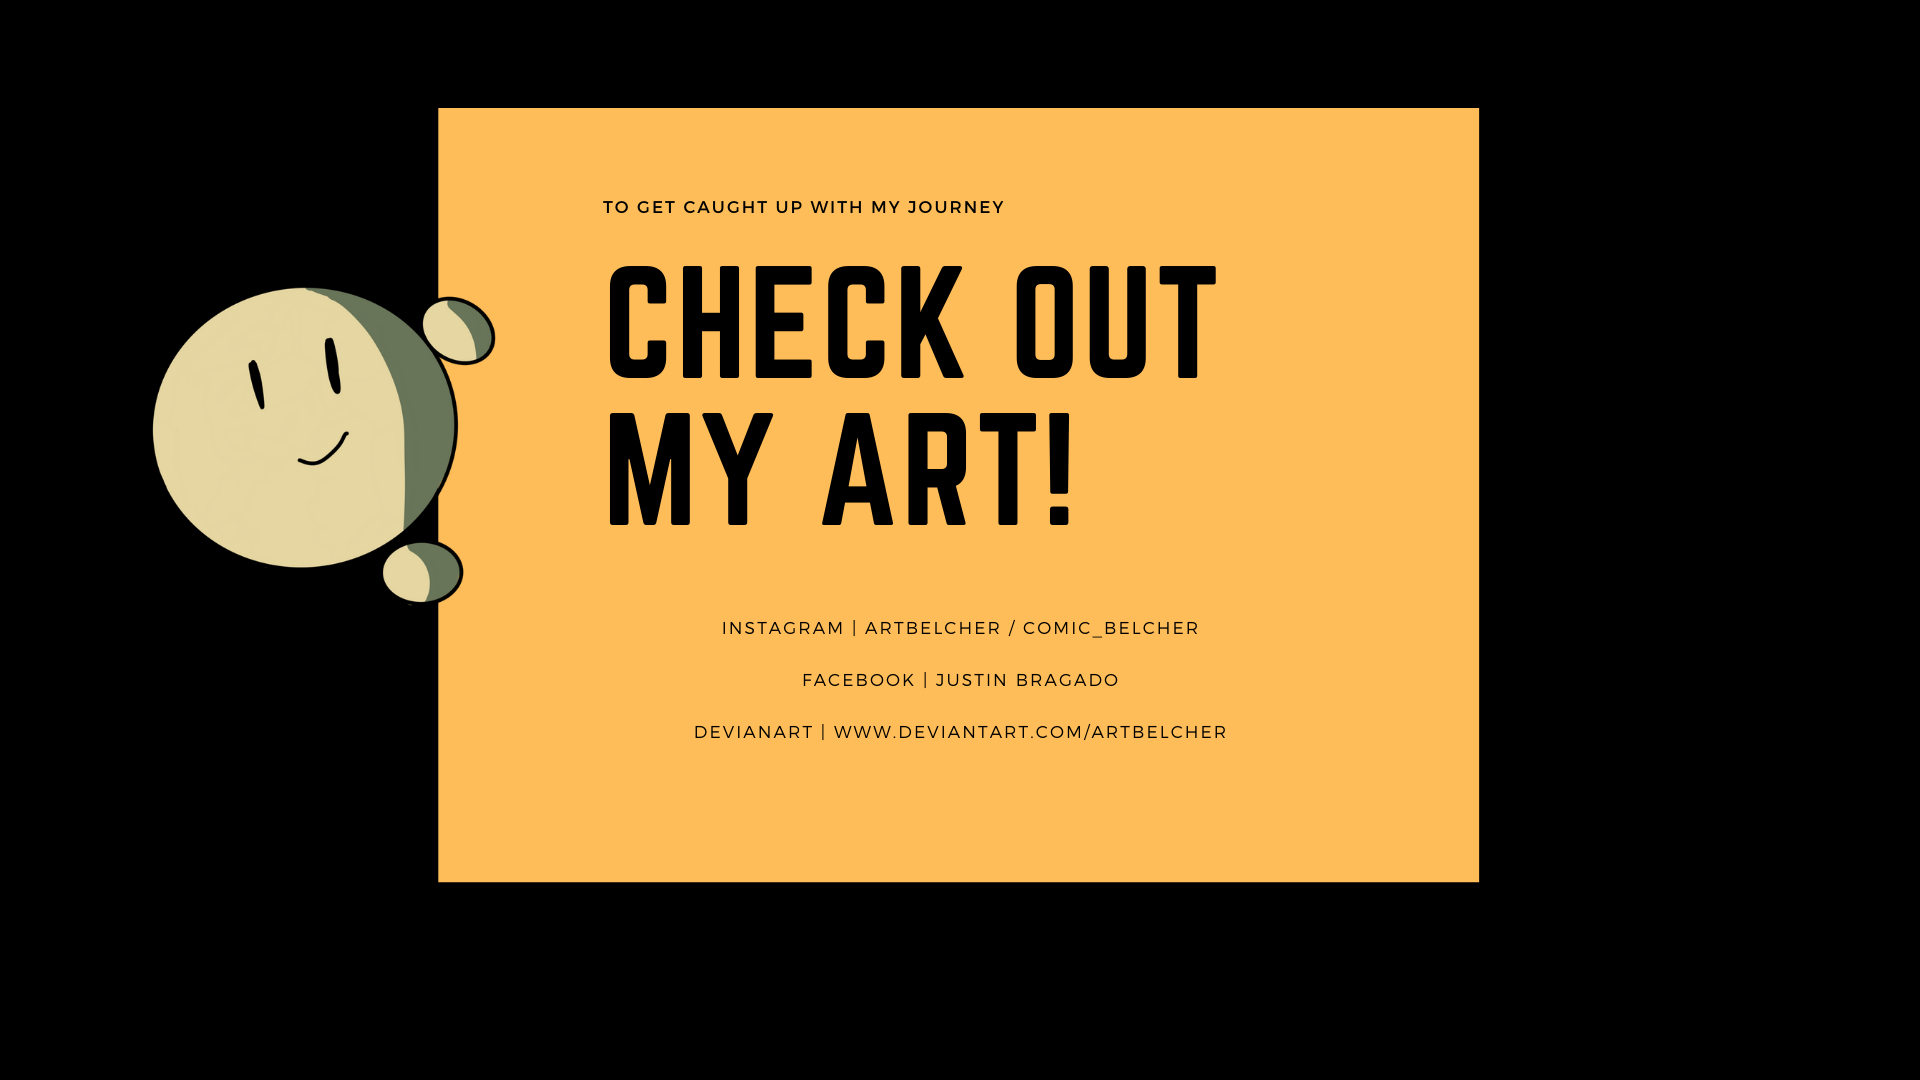 TO GET CAUGHT UP WITH MY JOURNEY
CHECK OUT
MY ART!
INSTAGRAM | ARTBELCHER / COMIC_BELCHER
FACEBOOK | JUSTIN BRAGADO
DEVIANART | WWW.DEVIANTART.COM/ARTBELCHER